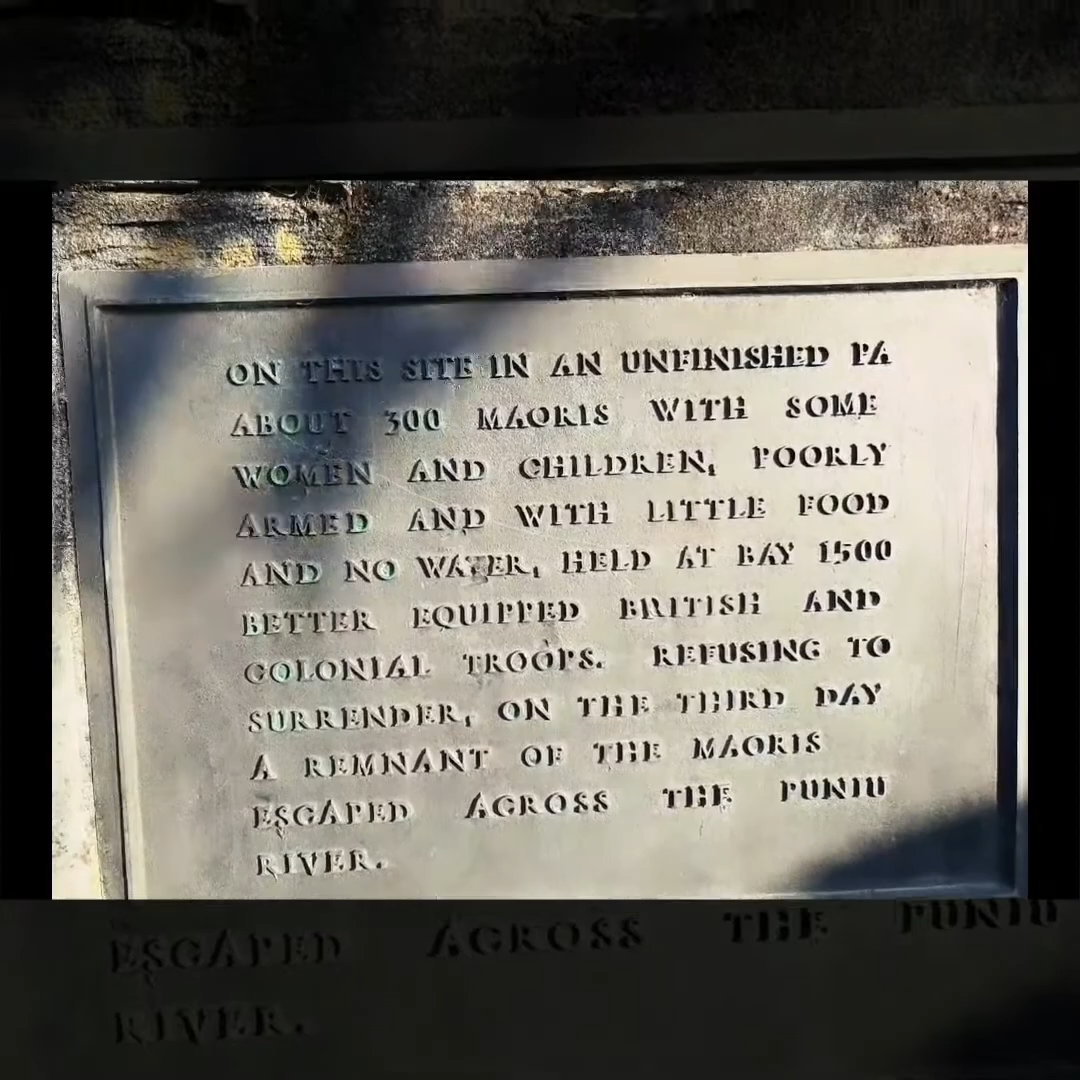 ON THIS SITE IN AN UNFINISHED PA
ABOUT 300 MAORIS WITH SOME
WOMEN AND CHILDREN, POORLY
ARMED AND WITH LITTLE FOOD
AND NO WATER, HELD AT BAY 1500
BETTER EQUIPPED BRITISH AND
COLONIAL TROOPS. REFUSING TO
SURRENDER, ON THE THIRD DAY
A REMNANT OF THE MAORIS
ESCAPED ACROSS THE PUNIU
RIVER.
ESCAPED ACROSS THE PUNIU
RIVER.